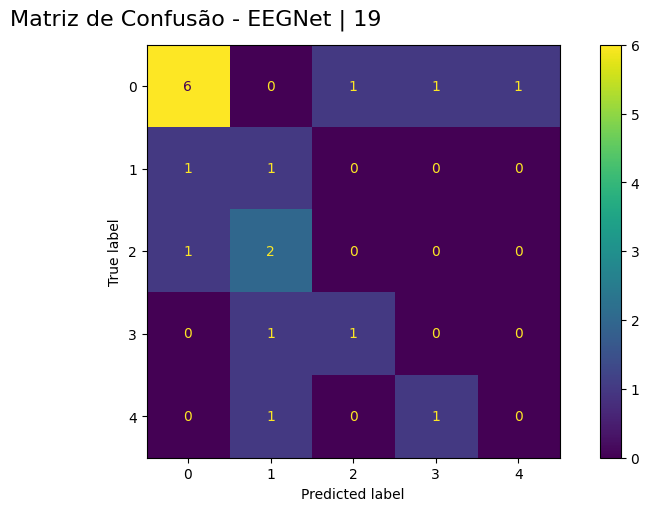 Matriz de Confusão - EEGNet | 19
6
0 6 0 1 1 1
5
1 1 1 0 0 0
4
True label
2 1 2 0 0 0
3
2
3 0 1 1 0 0
1
4 0 1 0 1 0
0
0 1 2 3 4
Predicted label